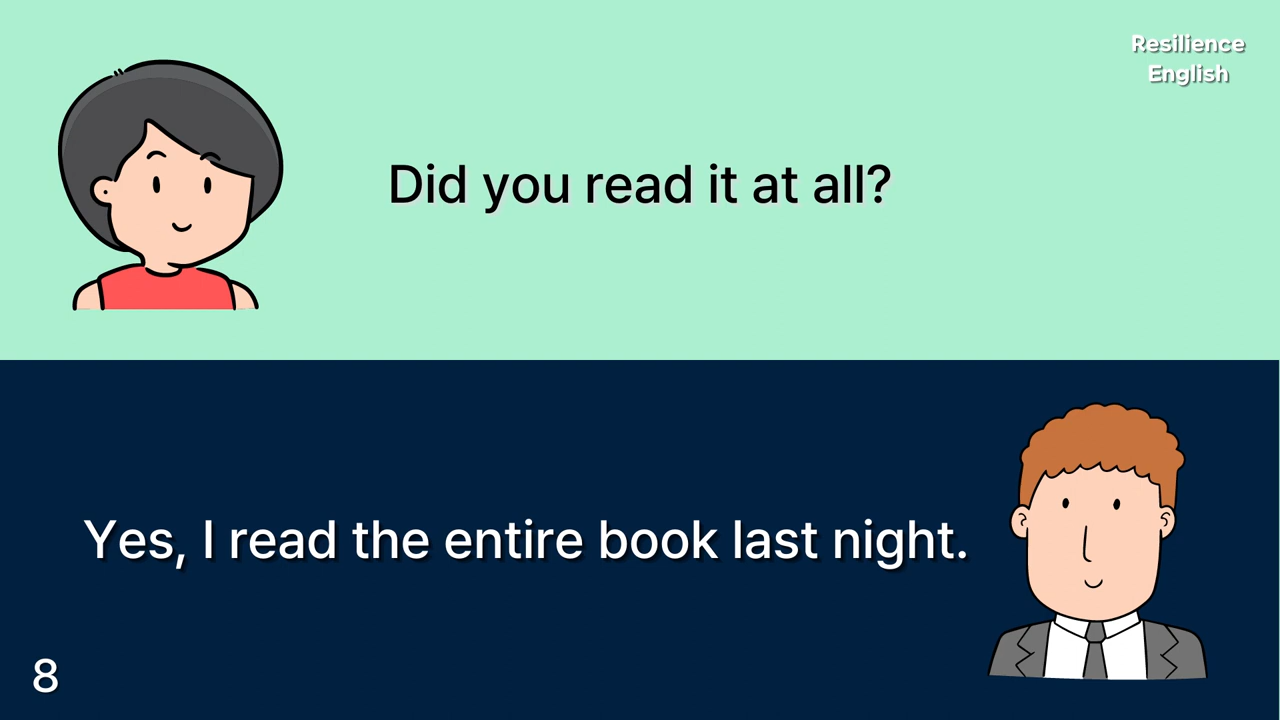 Resilience
English
Did you read it at all?
Yes, I read the entire book last night.
8